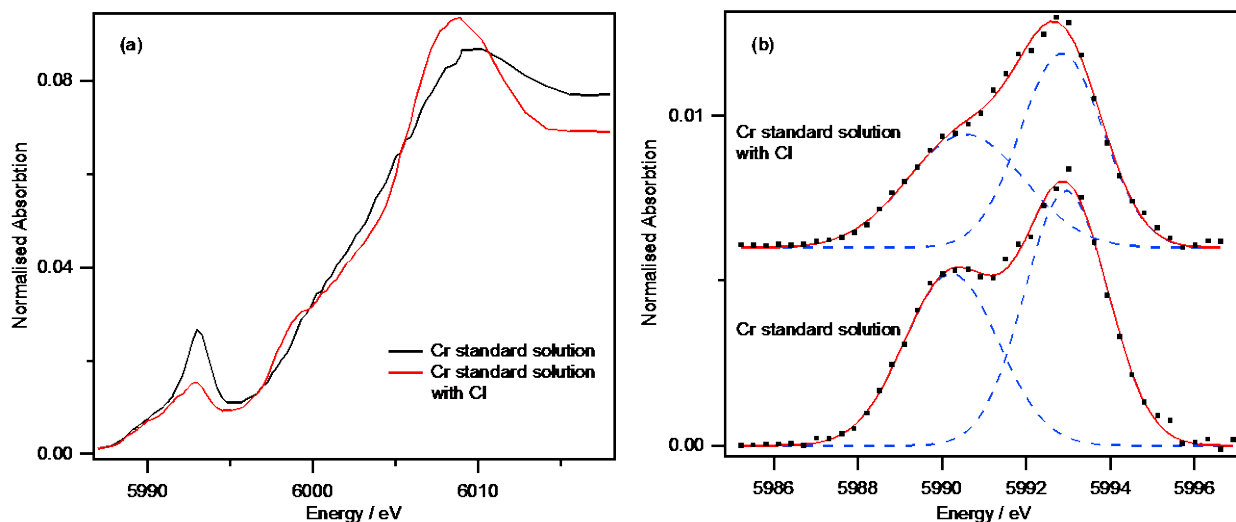 (a)
0.08
0.04
0.00
Normalised Absorbtion
Cr standard solution
Cr standard solution
with Cl
5990
6000
6010
Energy / eV
(b)
0.01
0.00
Normalised Absorbtion
Cr standard solution
with Cl
Cr standard solution
5986
5988
5990
5992
5994
5996
Energy / eV